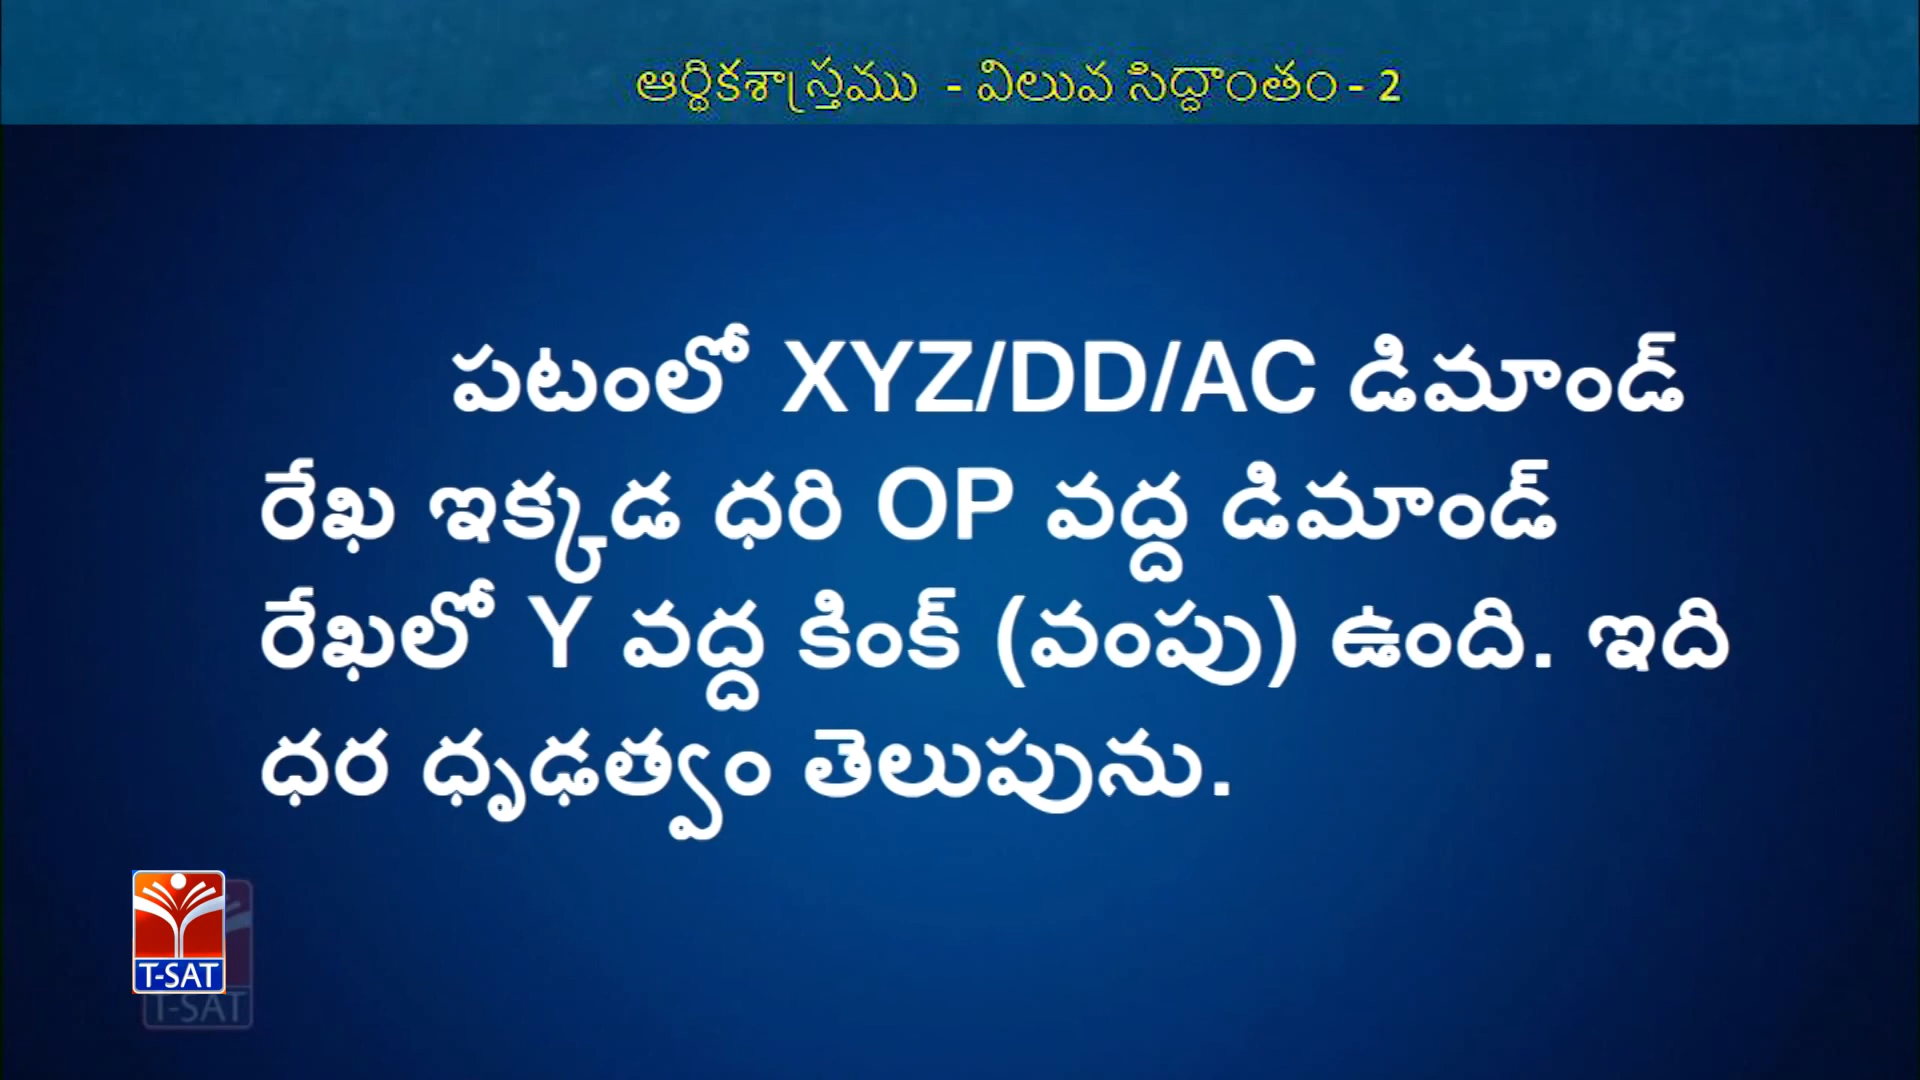 ఆర్థికశాస్త్రము - విలువ సిద్ధాంతం - 2
పటంలో XYZ/DD/AC డిమాండ్
రేఖ ఇక్కడ ధరి OP వద్ద డిమాండ్
రేఖలో Y వద్ద కింక్ (వంపు) ఉంది. ఇది
ధర ధృఢత్వం తెలుపును.
T-SAT
T-SAT